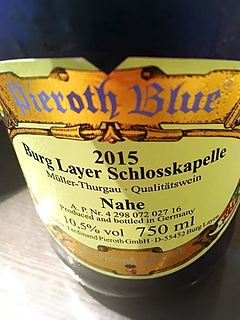 Pieroth Blue
2015
Burg Layer Schlosskapelle
Müller-Thurgau · Qualitätswein
Nahe
A. P. Nr. 4 298 072 027 16
Produced and bottled in Germany
10,5% vol 750 ml
Ferdinand Pieroth GmbH · D-55452 Burg Layen